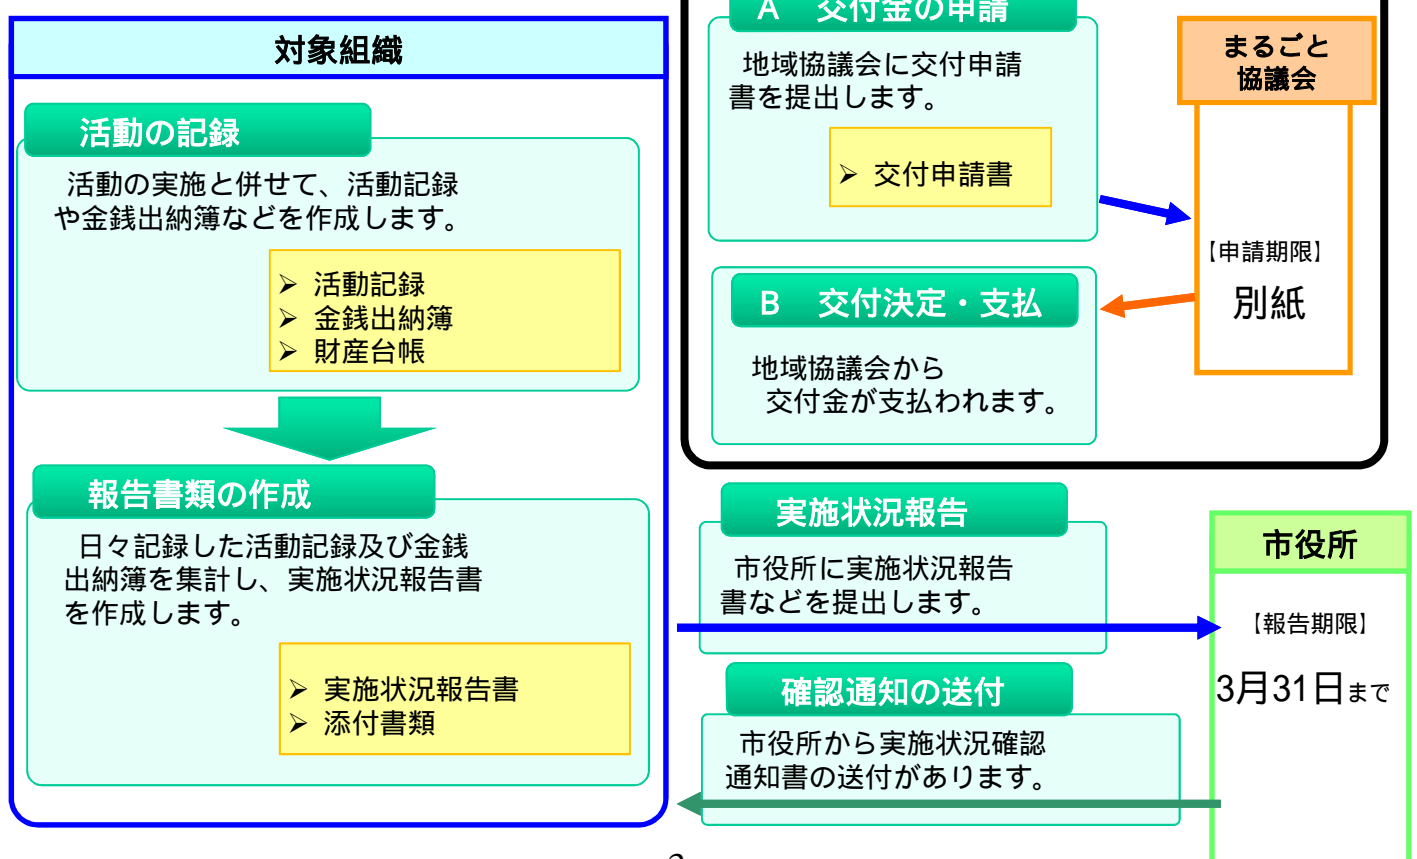 対象組織
活動の記録
活動の実施と併せて、活動記録
や金銭出納簿などを作成します。
➢ 活動記録
➢ 金銭出納簿
➢ 財産台帳
報告書類の作成
日々記録した活動記録及び金銭
出納簿を集計し、実施状況報告書
を作成します。
➢ 実施状況報告書
➢ 添付書類
A 交付金の申請
地域協議会に交付申請
書を提出します。
➢ 交付申請書
まるごと
協議会
【申請期限】
別紙
B 交付決定・支払
地域協議会から
交付金が支払われます。
実施状況報告
市役所に実施状況報告
書などを提出します。
市役所
【報告期限】
3月31日まで
確認通知の送付
市役所から実施状況確認
通知書の送付があります。